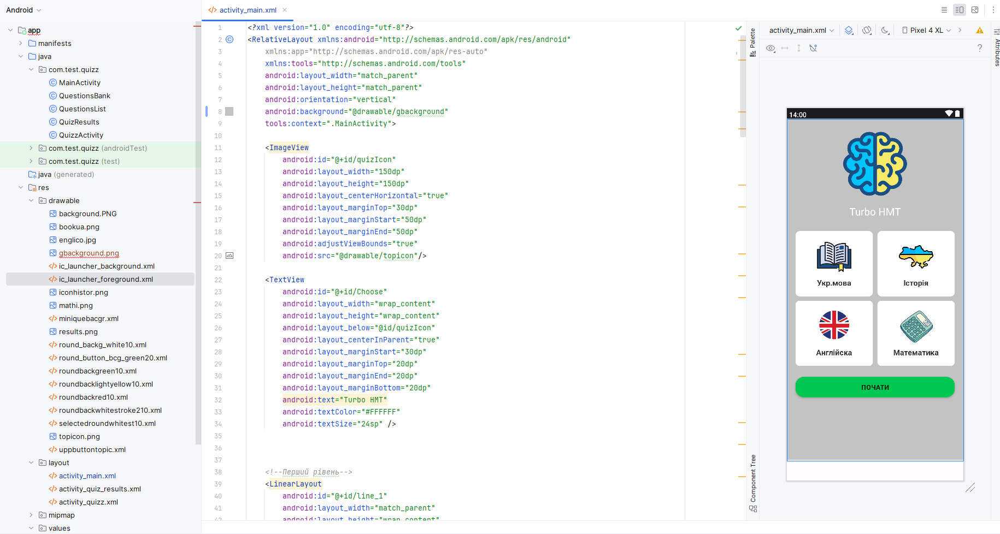 Android
app
manifests
java
com.test.quizz
MainActivity
QuestionsBank
QuestionsList
QuizResults
QuizzActivity
com.test.quizz (androidTest)
com.test.quizz (test)
java (generated)
res
drawable
background.PNG
bookua.png
englico.jpg
gbackground.png
ic_launcher_background.xml
ic_launcher_foreground.xml
iconhistor.png
mathi.png
miniquebacgr.xml
results.png
round_backg_white10.xml
round_button_bcg_green20.xml
roundbackgreen10.xml
roundbacklightyellow10.xml
roundbackred10.xml
roundbackwhitestroke210.xml
selectedroundwhitest10.xml
topicon.png
uppbuttontopic.xml
layout
activity_main.xml
activity_quiz_results.xml
activity_quizz.xml
mipmap
values
activity_main.xml
1 <?xml version="1.0" encoding="utf-8"?>
2 <RelativeLayout xmlns:android="http://schemas.android.com/apk/res/android"
3 xmlns:app="http://schemas.android.com/apk/res-auto"
4 xmlns:tools="http://schemas.android.com/tools"
5 android:layout_width="match_parent"
6 android:layout_height="match_parent"
7 android:orientation="vertical"
8 android:background="@drawable/gbackground"
9 tools:context=".MainActivity">
10
11 <ImageView
12 android:id="@+id/quizIcon"
13 android:layout_width="150dp"
14 android:layout_height="150dp"
15 android:layout_centerHorizontal="true"
16 android:layout_marginTop="30dp"
17 android:layout_marginStart="50dp"
18 android:layout_marginEnd="50dp"
19 android:adjustViewBounds="true"
20 android:src="@drawable/topicon"/>
21
22 <TextView
23 android:id="@+id/Choose"
24 android:layout_width="wrap_content"
25 android:layout_height="wrap_content"
26 android:layout_below="@id/quizIcon"
27 android:layout_centerInParent="true"
28 android:layout_marginStart="30dp"
29 android:layout_marginTop="20dp"
30 android:layout_marginEnd="20dp"
31 android:layout_marginBottom="20dp"
32 android:text="Turbo НМТ"
33 android:textColor="#FFFFFF"
34 android:textSize="24sp" />
35
36
37
38 <!--Перший рівень-->
39 <LinearLayout
40 android:id="@+id/line_1"
41 android:layout_width="match_parent"
42 android:layout_height="wrap_content"
Palette
Component Tree
activity_main.xml
Pixel 4 XL
?
Attributes
14:00
Turbo НМТ
Укр.мова
Історія
Англійска
Математика
ПОЧАТИ